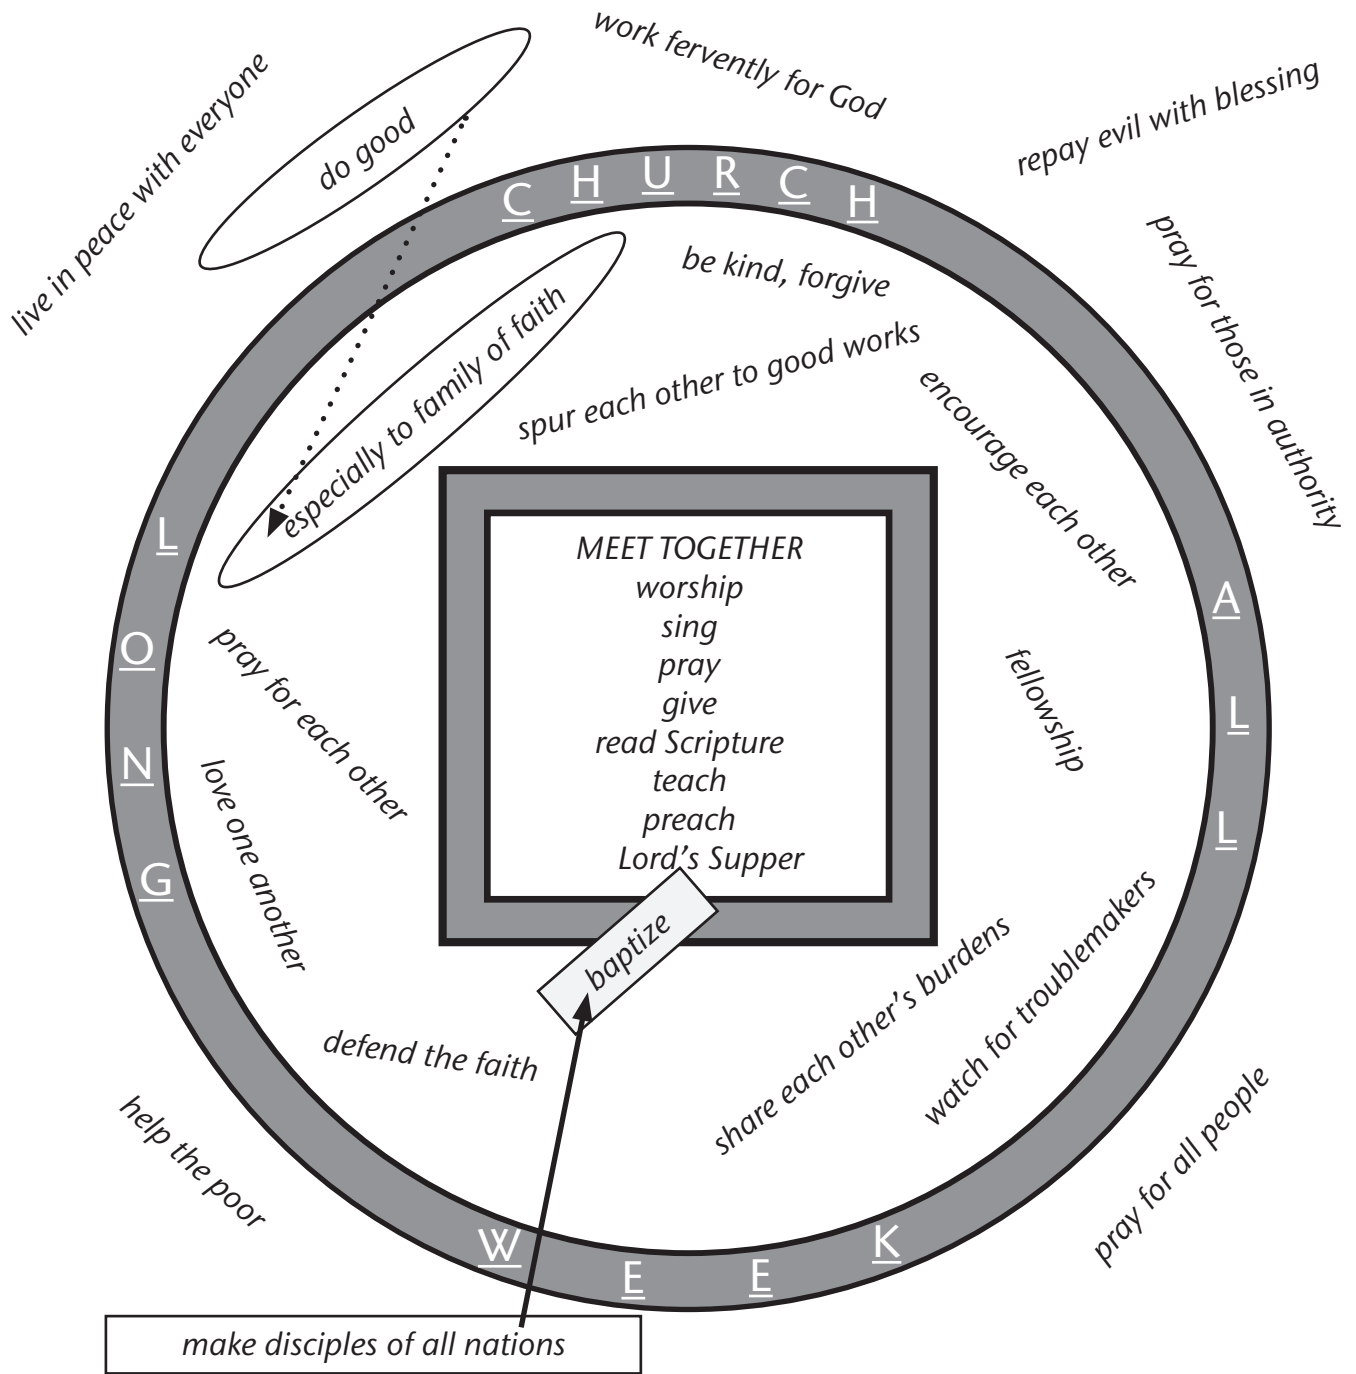 work fervently for God
live in peace with everyone
do good
repay evil with blessing
CHURCH
pray for those in authority
be kind, forgive
especially to family of faith
spur each other to good works
encourage each other
MEET TOGETHER
worship
sing
pray
give
read Scripture
teach
preach
Lord's Supper
baptize
ALL
LONG
WEEK
pray for each other
fellowship
love one another
defend the faith
share each other's burdens
watch for troublemakers
help the poor
pray for all people
make disciples of all nations